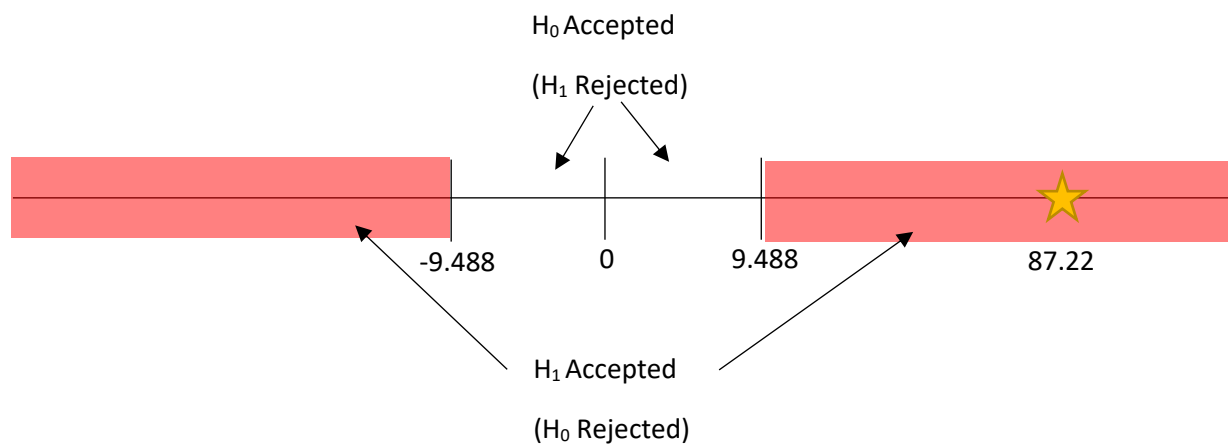 H₀ Accepted
(H₁ Rejected)
-9.488
0
9.488
87.22
H₁ Accepted
(H₀ Rejected)